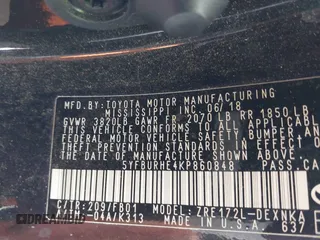 MFD. BY: TOYOTA MOTOR MANUFACTURING
MISSISSIPPI INC. 06/18
GVWR 3820LB GAWR FR 2070 LB RR 1850LB
THIS VEHICLE CONFORMS TO ALL APPLICABLE
FEDERAL MOTOR VEHICLE SAFETY, BUMPER, AND
THEFT PREVENTION STANDARDS IN EFFECT ON
THE DATE OF MANUFACTURE SHOWN ABOVE.
5YFBURHE4KP860848 PASS. CA
C/TR: 209/FB01 MODEL: ZRE172L-DEXNKA
-04A/K313 MADE IN U.S.A. 637